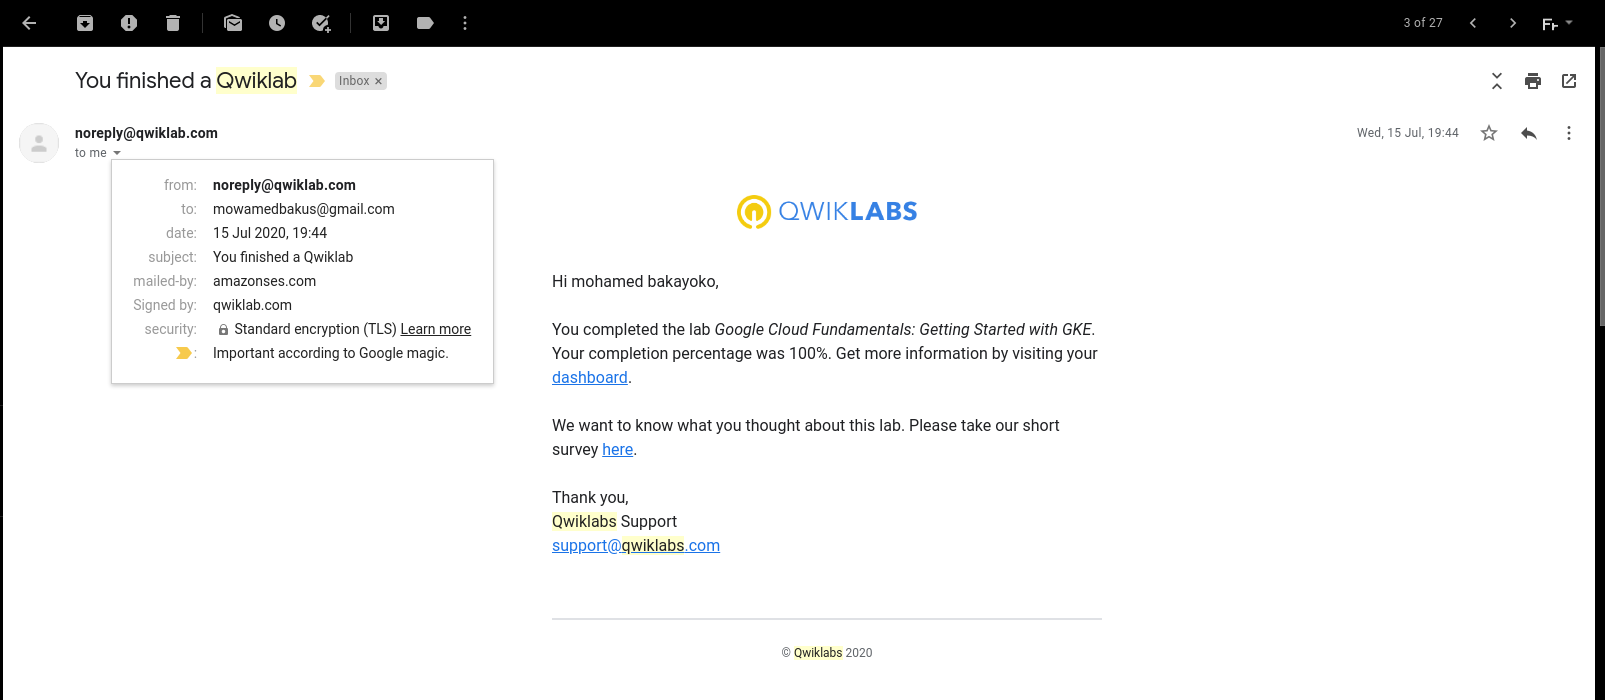 3 of 27
Fr
You finished a Qwiklab
Inbox ×
noreply@qwiklab.com
Wed, 15 Jul, 19:44
to me
from: noreply@qwiklab.com
to: mowamedbakus@gmail.com
date: 15 Jul 2020, 19:44
subject: You finished a Qwiklab
mailed-by: amazonses.com
Signed by: qwiklab.com
security: Standard encryption (TLS) Learn more
: Important according to Google magic.
QWIKLABS
Hi mohamed bakayoko,
You completed the lab Google Cloud Fundamentals: Getting Started with GKE.
Your completion percentage was 100%. Get more information by visiting your
dashboard.
We want to know what you thought about this lab. Please take our short
survey here.
Thank you,
Qwiklabs Support
support@qwiklabs.com
© Qwiklabs 2020